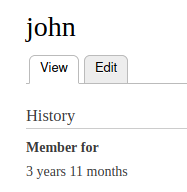 john
View Edit
History
Member for
3 years 11 months